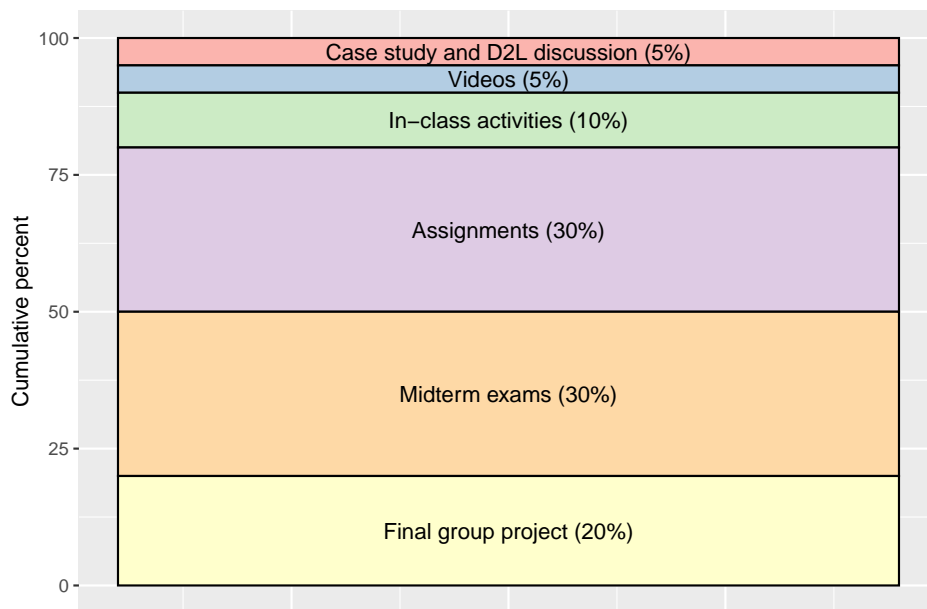 100
Case study and D2L discussion (5%)
Videos (5%)
In−class activities (10%)
75
Assignments (30%)
Cumulative percent
50
Midterm exams (30%)
25
Final group project (20%)
0